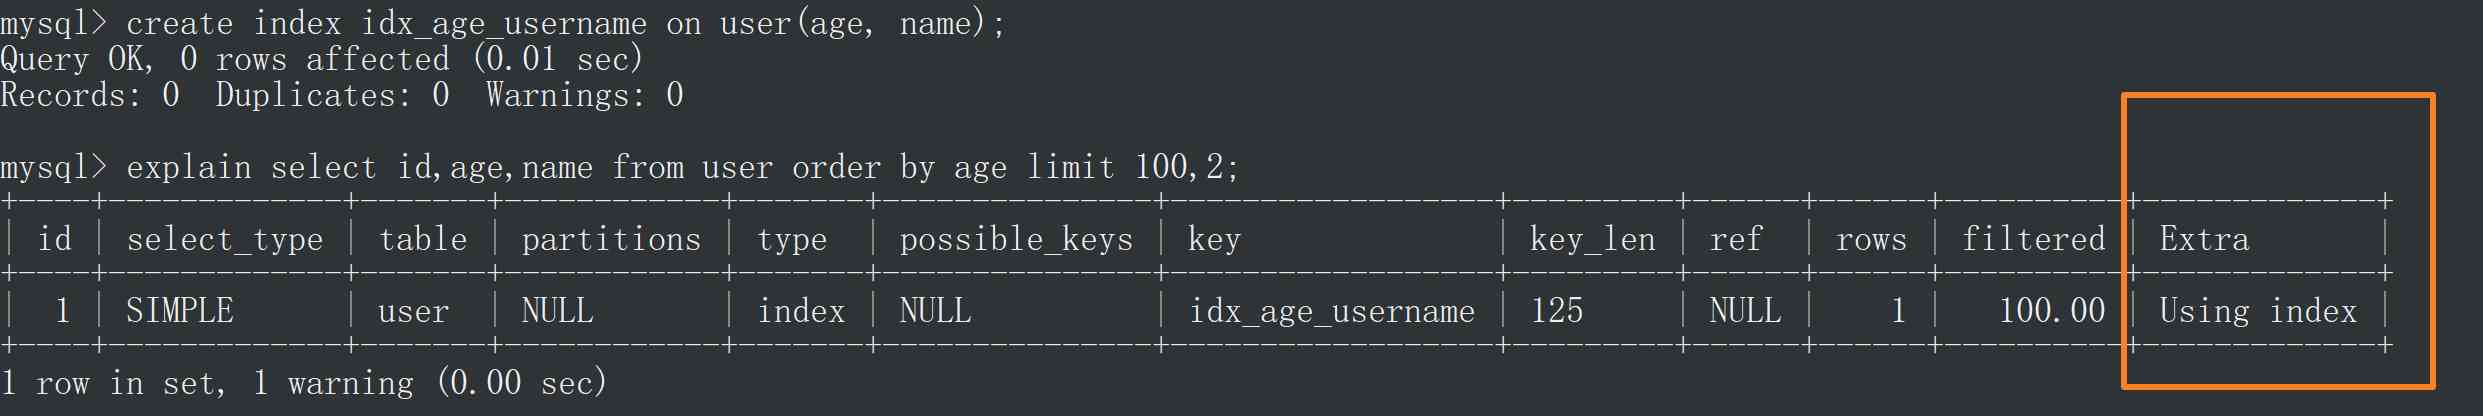 mysql> create index idx_age_username on user(age, name);
Query OK, 0 rows affected (0.01 sec)
Records: 0  Duplicates: 0  Warnings: 0
mysql> explain select id,age,name from user order by age limit 100,2;
+----+-------------+-------+------------+-------+---------------+------------------+---------+------+------+----------+-------------+
| id | select_type | table | partitions | type  | possible_keys | key              | key_len | ref  | rows | filtered | Extra       |
+----+-------------+-------+------------+-------+---------------+------------------+---------+------+------+----------+-------------+
|  1 | SIMPLE      | user  | NULL       | index | NULL          | idx_age_username | 125     | NULL |    1 |   100.00 | Using index |
+----+-------------+-------+------------+-------+---------------+------------------+---------+------+------+----------+-------------+
1 row in set, 1 warning (0.00 sec)